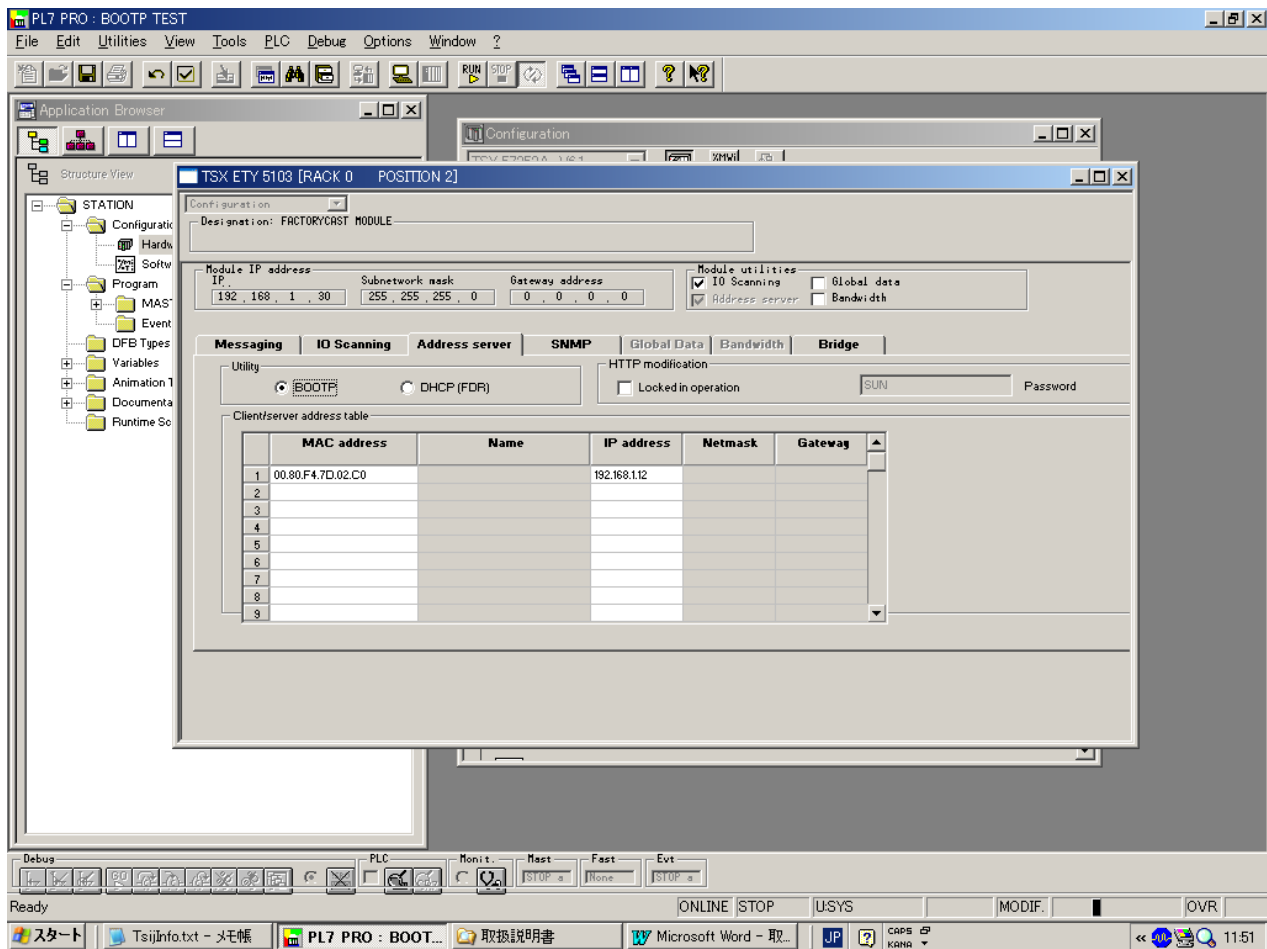 PL7 PRO : BOOTP TEST
File Edit Utilities View Tools PLC Debug Options Window ?
RUN STOP
Application Browser
Configuration
Structure View
TSX ETY 5103 [RACK 0 POSITION 2]
STATION
Configuration
Designation: FACTORYCAST MODULE
Hardw
Softw
Program
MAS
Event
DFB Types
Variables
Animation T
Documenta
Runtime Sc
Module IP address
IP Subnetwork mask Gateway address
192 . 168 . 1 . 30 255 . 255 . 255 . 0 0 . 0 . 0 . 0
Module utilities
IO Scanning Global data
Address server Bandwidth
Messaging IO Scanning Address server SNMP Global Data Bandwidth Bridge
Utility
BOOTP DHCP (FDR)
HTTP modification
Locked in operation SUN Password
Client/server address table
MAC address Name IP address Netmask Gateway
1 00.80.F4.7D.02.C0 192.168.1.12
2
3
4
5
6
7
8
9
Debug PLC Monit. Mast Fast Evt
GO STOP a None STOP a
Ready ONLINE STOP U:SYS MODIF. OVR
スタート TsijInfo.txt - メモ帳 PL7 PRO : BOOT... 取扱説明書 Microsoft Word - 取... JP CAPS KANA 11:51